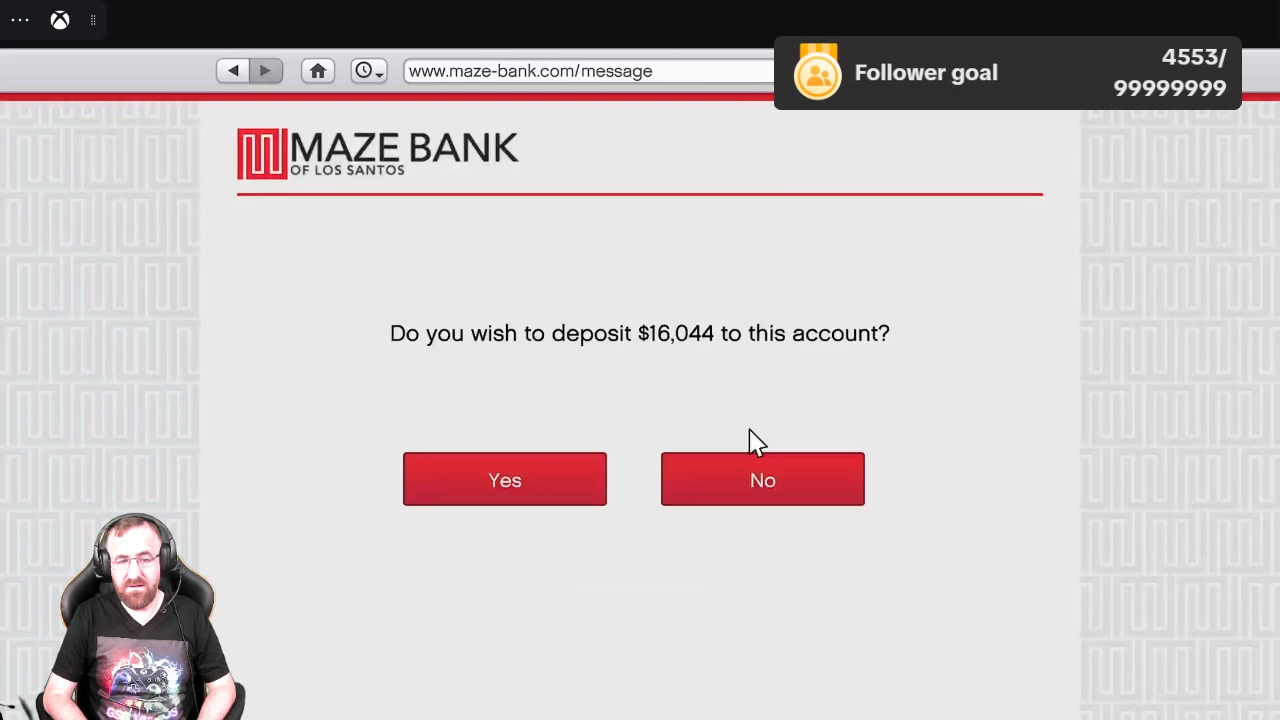 www.maze-bank.com/message
Follower goal
4553/
99999999
MAZE BANK
OF LOS SANTOS
Do you wish to deposit $16,044 to this account?
Yes
No